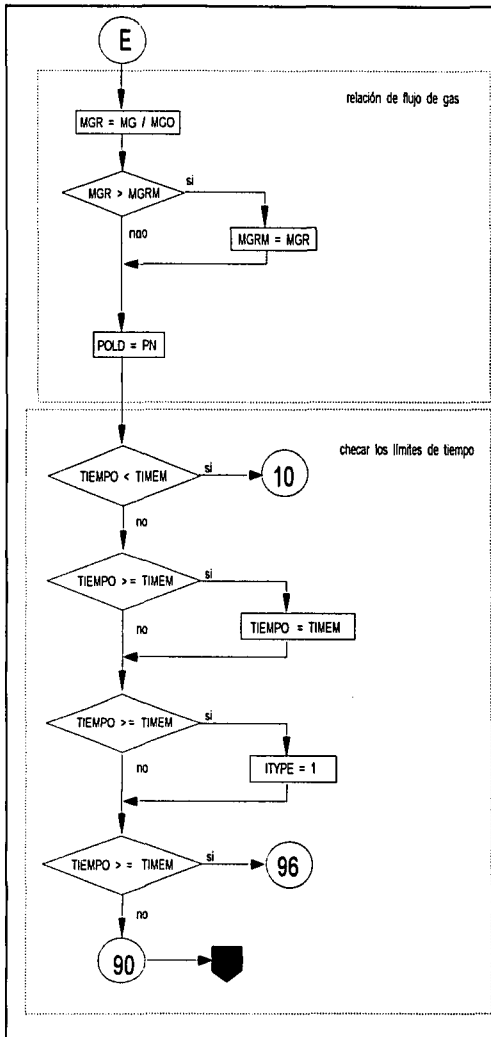 E
relación de flujo de gas
MGR = MG / MGO
MGR > MGRM
si
nao
MGRM = MGR
POLD = PN
checar los límites de tiempo
TIEMPO < TIMEM
si
10
no
TIEMPO >= TIMEM
si
no
TIEMPO = TIMEM
TIEMPO >= TIMEM
si
no
ITYPE = 1
TIEMPO >= TIMEM
si
96
no
90